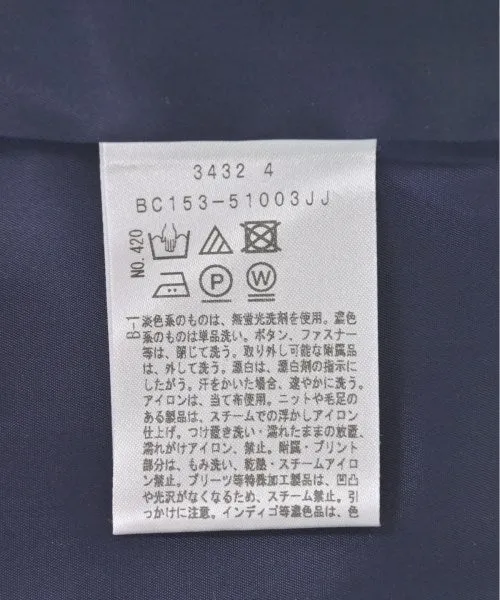 3432 4
BC153-51003JJ
NO.420
P
W
B-1
淡色系のものは、無蛍光洗剤を使用。濃色
系のものは単品洗い。ボタン、ファスナー
等は、閉じて洗う。取り外し可能な附属品
は、外して洗う。漂白は、漂白剤の指示に
したがう。汗をかいた場合、速やかに洗う。
アイロンは、当て布使用。ニットや毛足の
ある製品は、スチームでの浮かしアイロン
仕上げ。つけ置き洗い・濡れたままの放置、
濡れがけアイロン、禁止。附属・プリント
部分は、もみ洗い、乾熱・スチームアイロ
ン禁止。プリーツ等特殊加工製品は、凹凸
や光沢がなくなるため、スチーム禁止。引
っかけに注意。インディゴ等濃色品は、色